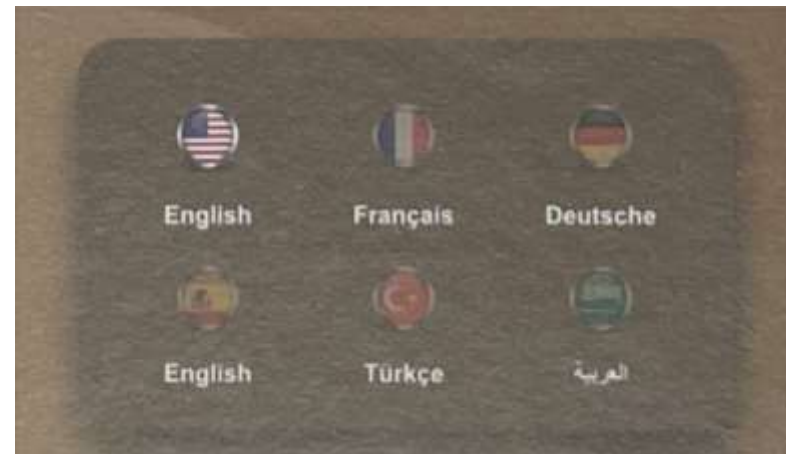 English Français Deutsche
English Türkçe العربية